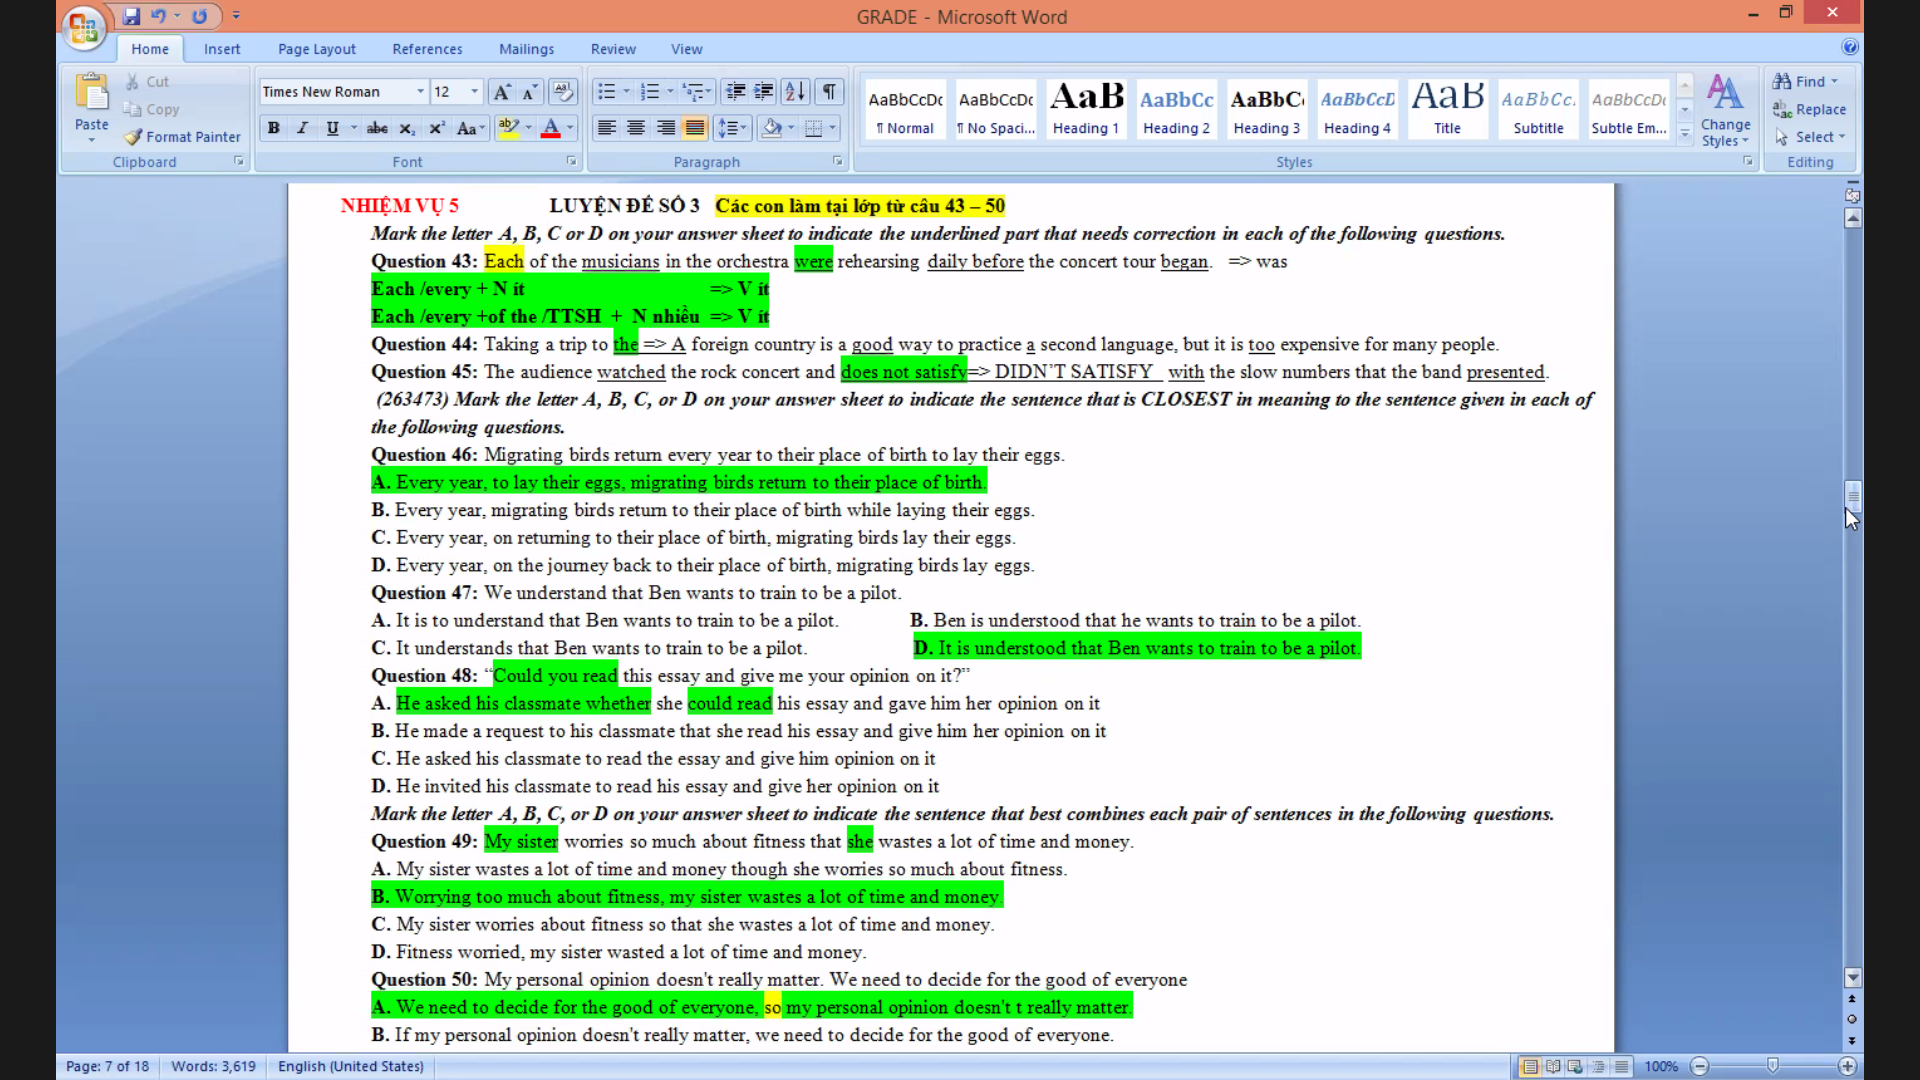 GRADE - Microsoft Word
Home Insert Page Layout References Mailings Review View
Paste
Cut
Copy
Format Painter
Clipboard
Times New Roman 12
Font
Paragraph
AaBbCcDc AaBbCcDc AaB AaBbCc AaBbC AaBbCcD AaB AaBbCc. AaBbCcDc
¶ Normal ¶ No Spaci... Heading 1 Heading 2 Heading 3 Heading 4 Title Subtitle Subtle Em...
Change Styles
Styles
Find
Replace
Select
Editing
NHIỆM VỤ 5 LUYỆN ĐỀ SỐ 3 Các con làm tại lớp từ câu 43 – 50
Mark the letter A, B, C or D on your answer sheet to indicate the underlined part that needs correction in each of the following questions.
Question 43: Each of the musicians in the orchestra were rehearsing daily before the concert tour began. => was
Each /every + N ít => V ít
Each /every +of the /TTSH + N nhiều => V ít
Question 44: Taking a trip to the => A foreign country is a good way to practice a second language, but it is too expensive for many people.
Question 45: The audience watched the rock concert and does not satisfy=> DIDN'T SATISFY with the slow numbers that the band presented.
(263473) Mark the letter A, B, C, or D on your answer sheet to indicate the sentence that is CLOSEST in meaning to the sentence given in each of
the following questions.
Question 46: Migrating birds return every year to their place of birth to lay their eggs.
A. Every year, to lay their eggs, migrating birds return to their place of birth.
B. Every year, migrating birds return to their place of birth while laying their eggs.
C. Every year, on returning to their place of birth, migrating birds lay their eggs.
D. Every year, on the journey back to their place of birth, migrating birds lay eggs.
Question 47: We understand that Ben wants to train to be a pilot.
A. It is to understand that Ben wants to train to be a pilot. B. Ben is understood that he wants to train to be a pilot.
C. It understands that Ben wants to train to be a pilot. D. It is understood that Ben wants to train to be a pilot.
Question 48: “Could you read this essay and give me your opinion on it?”
A. He asked his classmate whether she could read his essay and gave him her opinion on it
B. He made a request to his classmate that she read his essay and give him her opinion on it
C. He asked his classmate to read the essay and give him opinion on it
D. He invited his classmate to read his essay and give her opinion on it
Mark the letter A, B, C, or D on your answer sheet to indicate the sentence that best combines each pair of sentences in the following questions.
Question 49: My sister worries so much about fitness that she wastes a lot of time and money.
A. My sister wastes a lot of time and money though she worries so much about fitness.
B. Worrying too much about fitness, my sister wastes a lot of time and money.
C. My sister worries about fitness so that she wastes a lot of time and money.
D. Fitness worried, my sister wasted a lot of time and money.
Question 50: My personal opinion doesn't really matter. We need to decide for the good of everyone
A. We need to decide for the good of everyone, so my personal opinion doesn't t really matter.
B. If my personal opinion doesn't really matter, we need to decide for the good of everyone.
Page: 7 of 18 Words: 3,619 English (United States) 100%